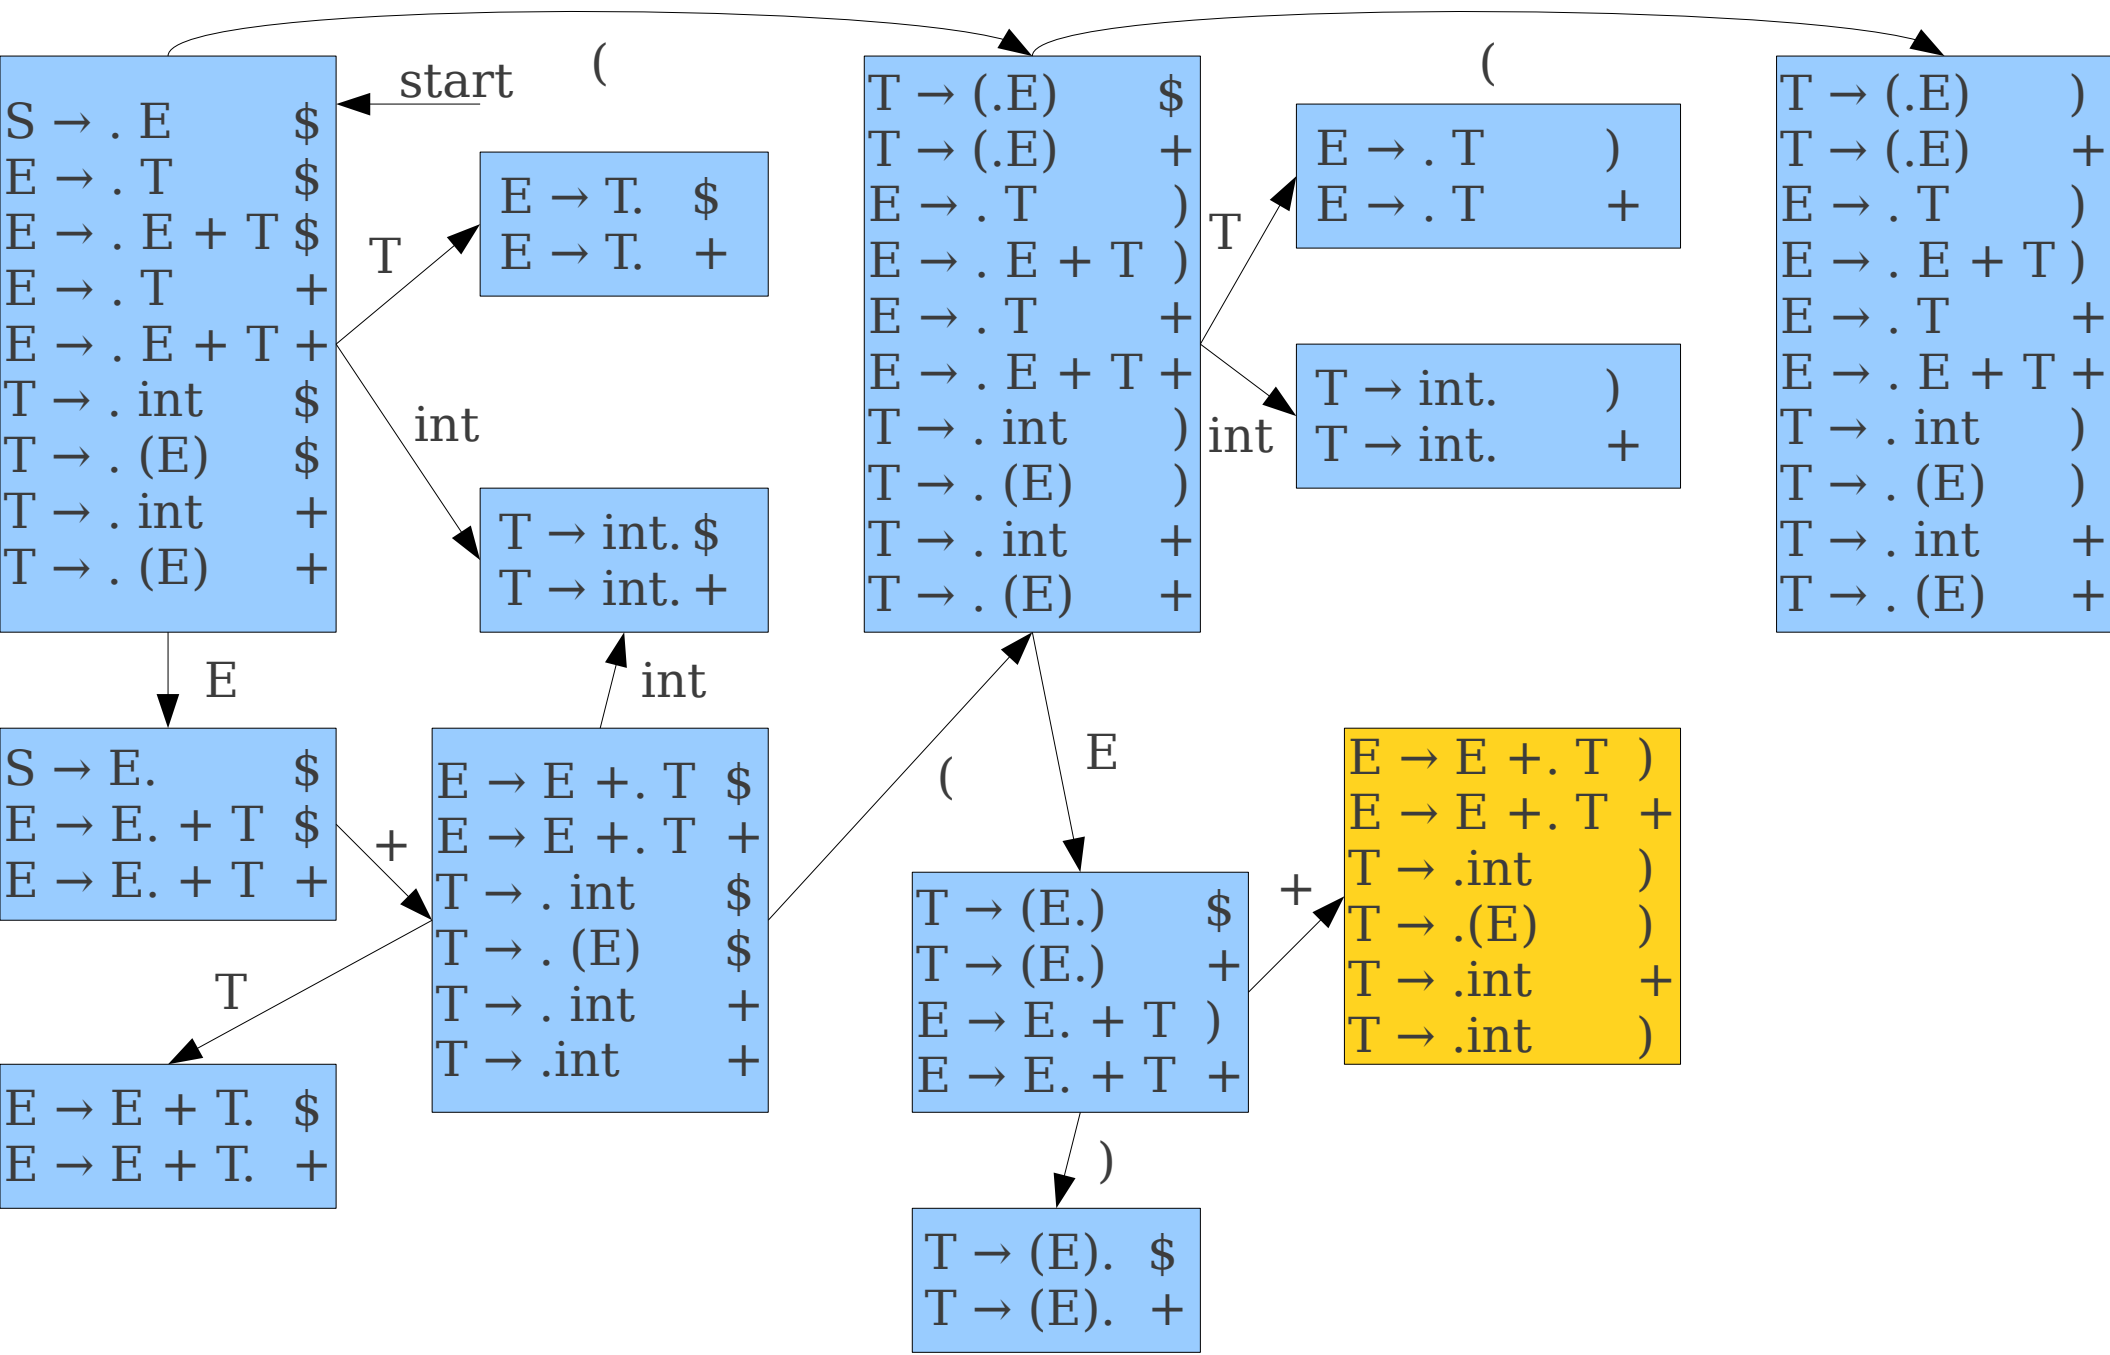 start
(
(
S → . E $
E → . T $
E → . E + T $
E → . T +
E → . E + T +
T → . int $
T → . (E) $
T → . int +
T → . (E) +
T
int
E → T. $
E → T. +
T → int. $
T → int. +
T → (.E) $
T → (.E) +
E → . T )
E → . E + T )
E → . T +
E → . E + T +
T → . int )
T → . (E) )
T → . int +
T → . (E) +
T
int
E → . T )
E → . T +
T → int. )
T → int. +
T → (.E) )
T → (.E) +
E → . T )
E → . E + T )
E → . T +
E → . E + T +
T → . int )
T → . (E) )
T → . int +
T → . (E) +
E
int
S → E. $
E → E. + T $
E → E. + T +
+
E → E +. T $
E → E +. T +
T → . int $
T → . (E) $
T → . int +
T → .int +
(
E
T
E → E + T. $
E → E + T. +
T → (E.) $
T → (E.) +
E → E. + T )
E → E. + T +
+
E → E +. T )
E → E +. T +
T → .int )
T → .(E) )
T → .int +
T → .int )
)
T → (E). $
T → (E). +